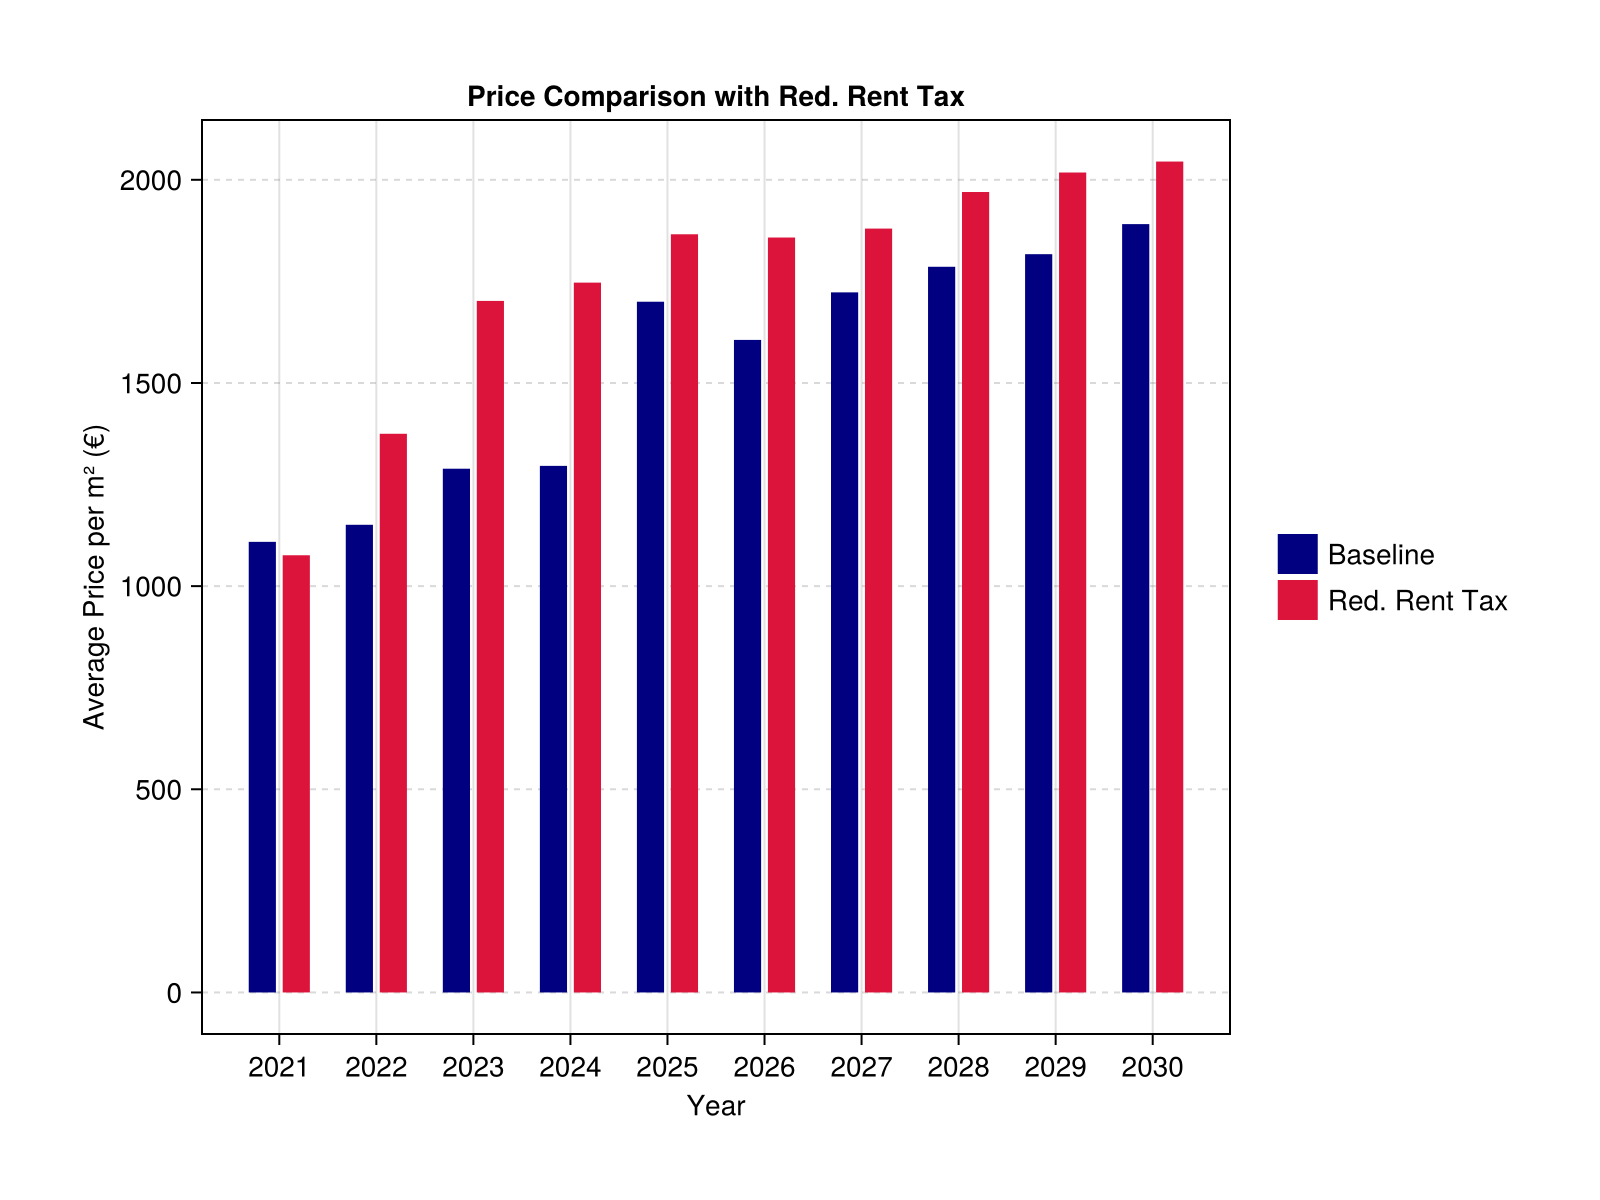 Price Comparison with Red. Rent Tax
2000
1500
1000
500
0
Average Price per m² (€)
2021 2022 2023 2024 2025 2026 2027 2028 2029 2030
Year
Baseline
Red. Rent Tax